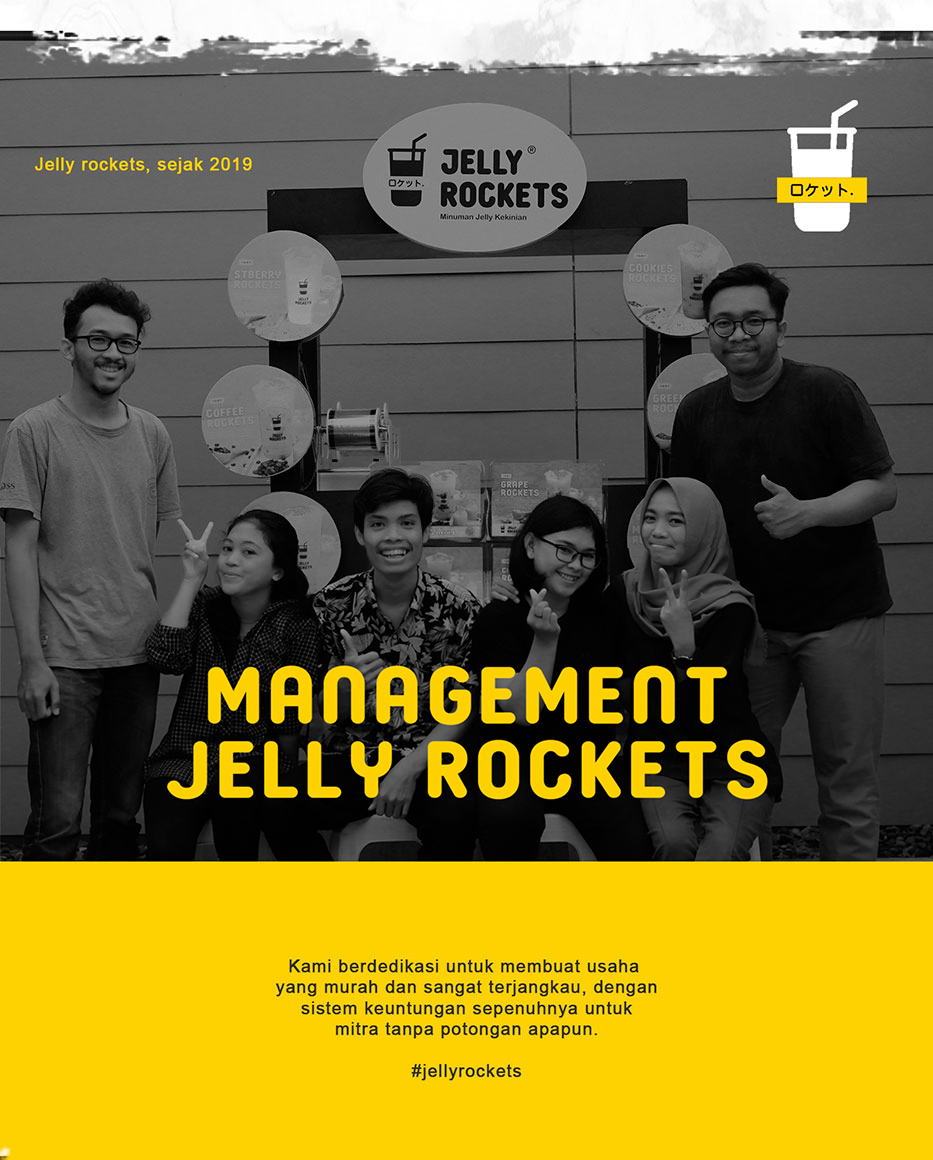 Jelly rockets, sejak 2019
ロケット.
JELLY ®
ROCKETS
Minuman Jelly Kekinian
ロケット.
STBERRY
ROCKETS
COOKIES
ROCKETS
COFFEE
ROCKETS
GRAPE
ROCKETS
MANAGEMENT
JELLY ROCKETS
Kami berdedikasi untuk membuat usaha
yang murah dan sangat terjangkau, dengan
sistem keuntungan sepenuhnya untuk
mitra tanpa potongan apapun.
#jellyrockets